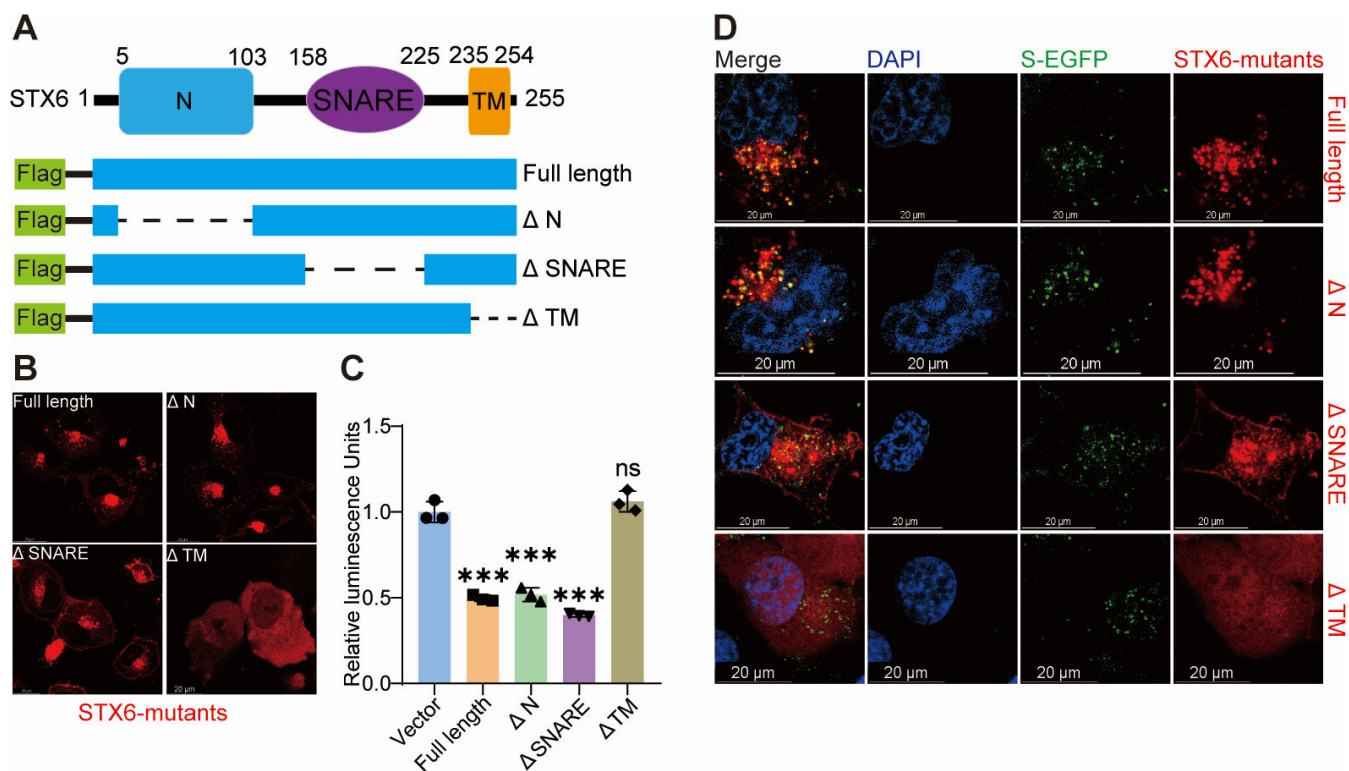 A
5 103 158 225 235 254
STX6 1 N SNARE TM 255
Flag Full length
Flag Δ N
Flag Δ SNARE
Flag Δ TM
B
Full length Δ N
Δ SNARE Δ TM
20 µm
STX6-mutants
C
Relative luminescence Units
1.5
1.0
0.5
0.0
*** *** *** ns
Vector
Full length
Δ N
Δ SNARE
Δ TM
D
Merge DAPI S-EGFP STX6-mutants
20 µm 20 µm 20 µm 20 µm
Full length
20 µm 20 µm 20 µm 20 µm
Δ N
20 µm 20 µm 20 µm 20 µm
Δ SNARE
20 µm 20 µm 20 µm 20 µm
Δ TM